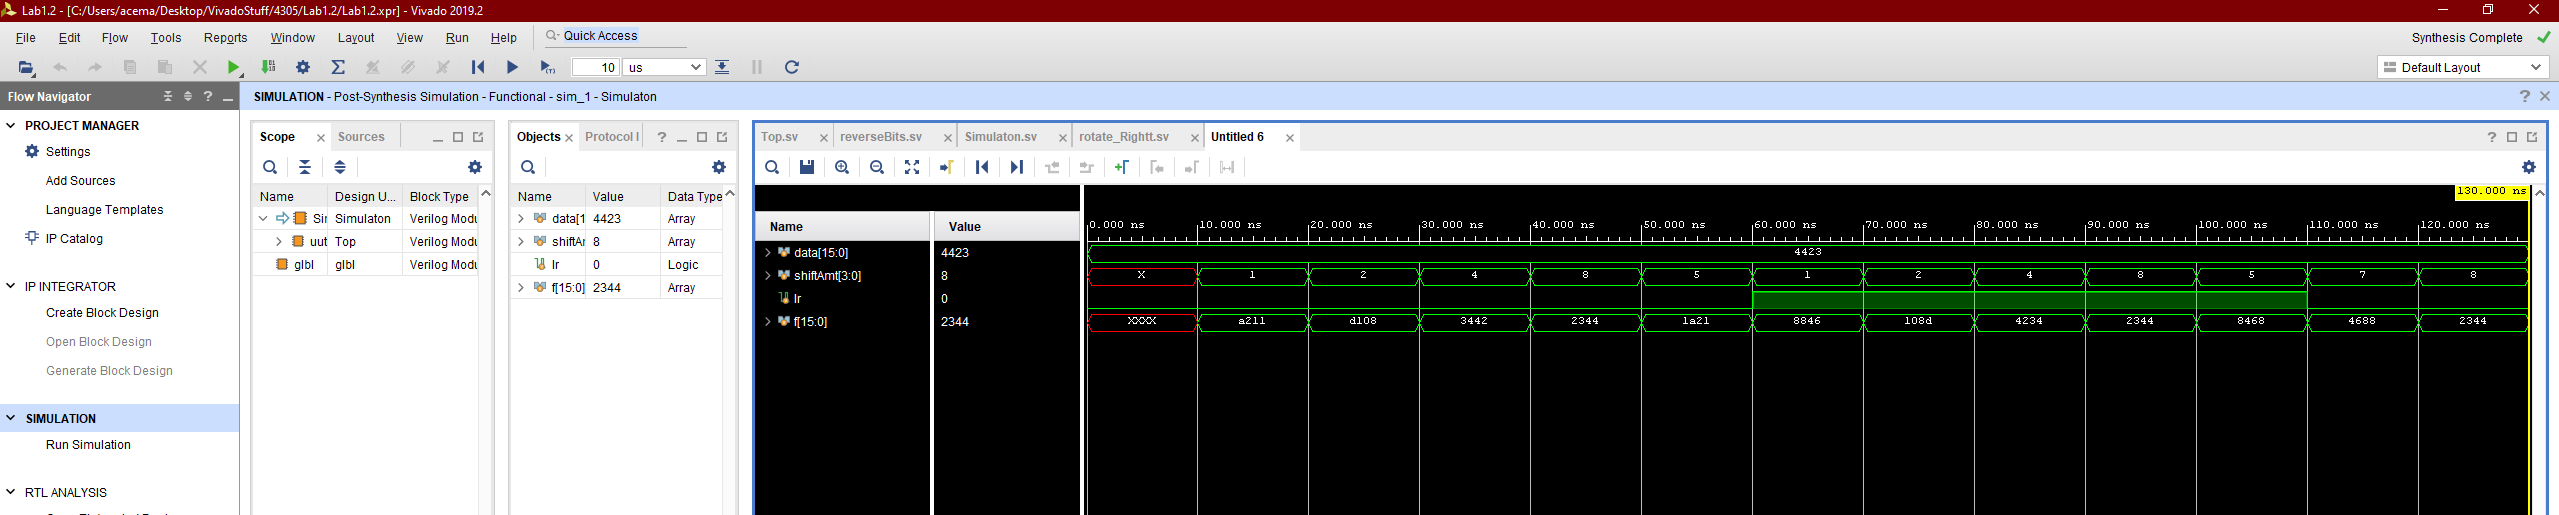 Lab1.2 - [C:/Users/acema/Desktop/VivadoStuff/4305/Lab1.2/Lab1.2.xpr] - Vivado 2019.2
File Edit Flow Tools Reports Window Layout View Run Help Quick Access Synthesis Complete
10 us Default Layout
Flow Navigator SIMULATION - Post-Synthesis Simulation - Functional - sim_1 - Simulaton
PROJECT MANAGER
Settings
Add Sources
Language Templates
IP Catalog
IP INTEGRATOR
Create Block Design
Open Block Design
Generate Block Design
SIMULATION
Run Simulation
RTL ANALYSIS
Scope Sources
Name Design U... Block Type
Sir Simulaton Verilog Modu
uut Top Verilog Modu
glbl glbl Verilog Modu
Objects Protocol I
Name Value Data Type
data[1 4423 Array
shiftAr 8 Array
lr 0 Logic
f[15:0] 2344 Array
Top.sv reverseBits.sv Simulaton.sv rotate_Rightt.sv Untitled 6
130.000 ns
Name Value 0.000 ns 10.000 ns 20.000 ns 30.000 ns 40.000 ns 50.000 ns 60.000 ns 70.000 ns 80.000 ns 90.000 ns 100.000 ns 110.000 ns 120.000 ns
data[15:0] 4423 4423
shiftAmt[3:0] 8 X 1 2 4 8 5 1 2 4 8 5 7 8
lr 0
f[15:0] 2344 XXXX a211 d108 3442 2344 1a21 8846 108d 4234 2344 8468 4688 2344